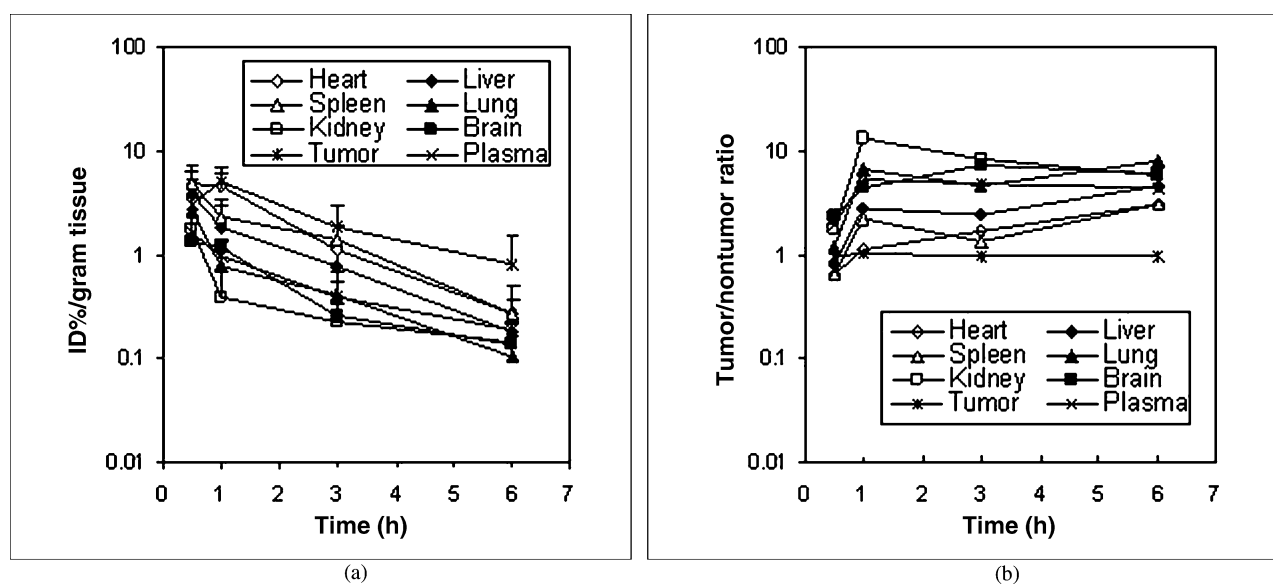 100
10
1
0.1
0.01
ID%/gram tissue
Heart Liver
Spleen Lung
Kidney Brain
Tumor Plasma
0 1 2 3 4 5 6 7
Time (h)
(a)
100
10
1
0.1
0.01
Tumor/nontumor ratio
Heart Liver
Spleen Lung
Kidney Brain
Tumor Plasma
0 1 2 3 4 5 6 7
Time (h)
(b)